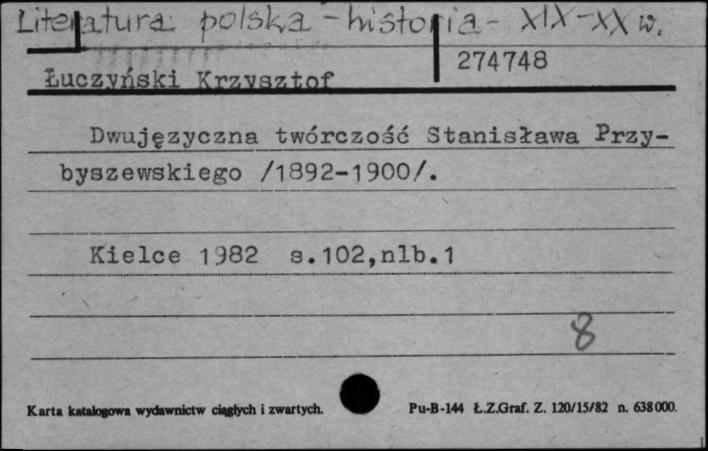 Literatura polska - historia - XIX-XX w.
274748
Łuczyński Krzysztof
Dwujęzyczna twórczość Stanisława Przy-
byszewskiego /1892-1900/.
Kielce 1982 s.102,nlb.1
8
Karta katalogowa wydawnictw ciągłych i zwartych.
Pu-B-144 Ł.Z.Graf. Z. 120/15/82 n. 638000.